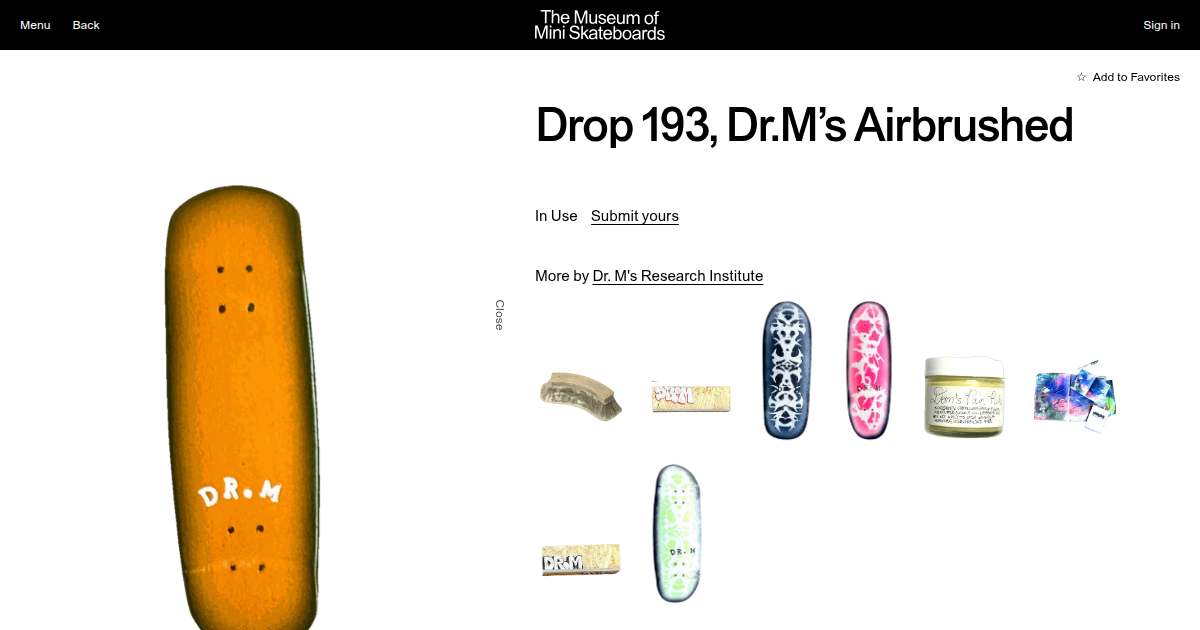 Menu Back
The Museum of
Mini Skateboards
Sign in
☆ Add to Favorites
Drop 193, Dr.M’s Airbrushed
In Use Submit yours
More by Dr. M's Research Institute
Close
DR.M
DR.M
DR.M